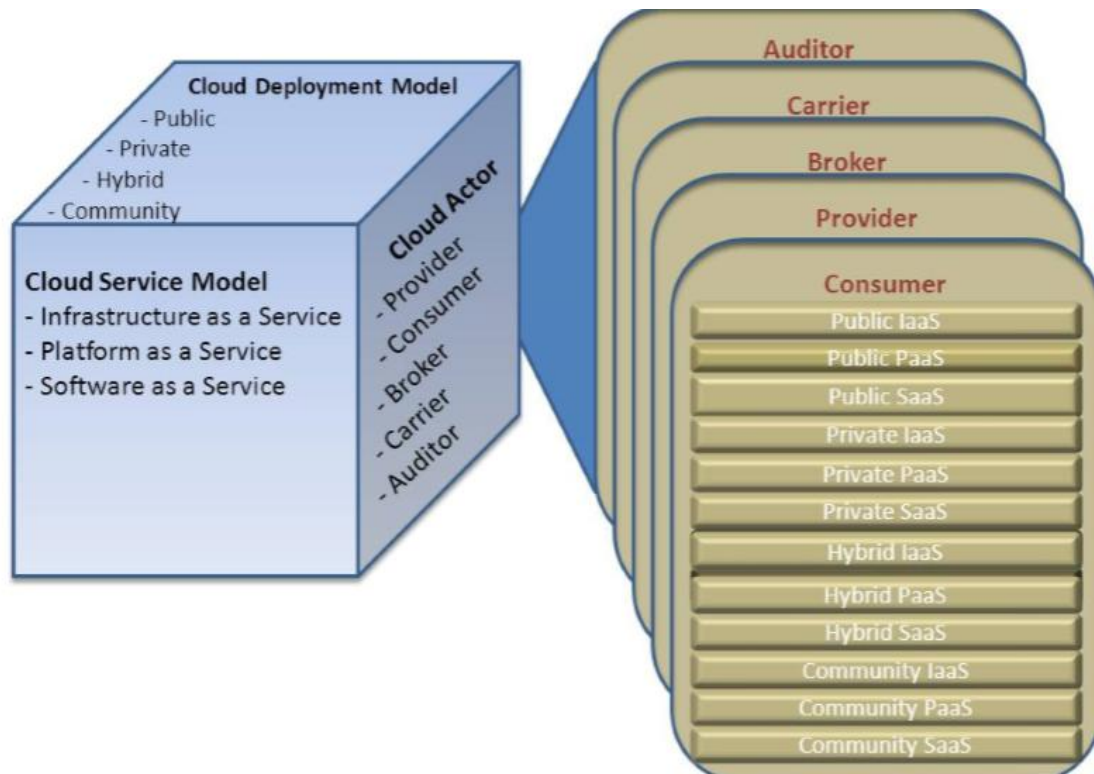 Cloud Deployment Model
- Public
- Private
- Hybrid
- Community
Cloud Service Model
- Infrastructure as a Service
- Platform as a Service
- Software as a Service
Cloud Actor
- Provider
- Consumer
- Broker
- Carrier
- Auditor
Auditor
Carrier
Broker
Provider
Consumer
Public IaaS
Public PaaS
Public SaaS
Private IaaS
Private PaaS
Private SaaS
Hybrid IaaS
Hybrid PaaS
Hybrid SaaS
Community IaaS
Community PaaS
Community SaaS